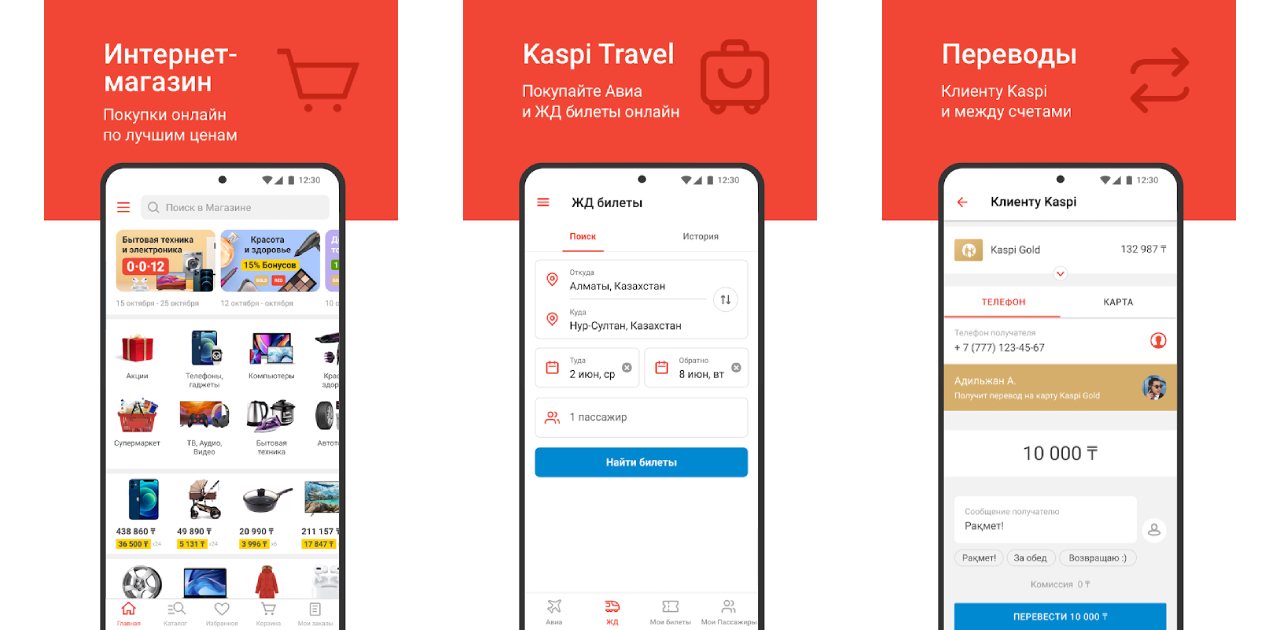 Интернет-
магазин
Покупки онлайн
по лучшим ценам
12:30
Поиск в Магазине
Бытовая техника
и электроника
0·0·12
Красота
и здоровье
15% Бонусов
15 октября - 25 октября
12 октября - октября
Акции
Телефоны,
гаджеты
Компьютеры
Супермаркет
ТВ, Аудио,
Видео
Бытовая
техника
438 860 ₸
49 890 ₸
20 990 ₸
211 157 ₸
36 500 ₸ x24
5 131 ₸ x24
3 996 ₸ x6
17 847 ₸
Главная
Каталог
Избранное
Корзина
Мои заказы
Kaspi Travel
Покупайте Авиа
и ЖД билеты онлайн
12:30
ЖД билеты
Поиск
История
Откуда
Алматы, Казахстан
Куда
Нур-Султан, Казахстан
Туда
2 июн, ср
Обратно
8 июн, вт
1 пассажир
Найти билеты
Авиа
ЖД
Мои билеты
Мои Пассажиры
Переводы
Клиенту Kaspi
и между счетами
12:30
Клиенту Kaspi
Kaspi Gold
132 987 ₸
ТЕЛЕФОН
КАРТА
Телефон получателя
+ 7 (777) 123-45-67
Адильжан А.
Получит перевод на карту Kaspi Gold
10 000 ₸
Сообщение получателю
Рақмет!
Рақмет!
За обед
Возвращаю :)
Комиссия 0 ₸
ПЕРЕВЕСТИ 10 000 ₸